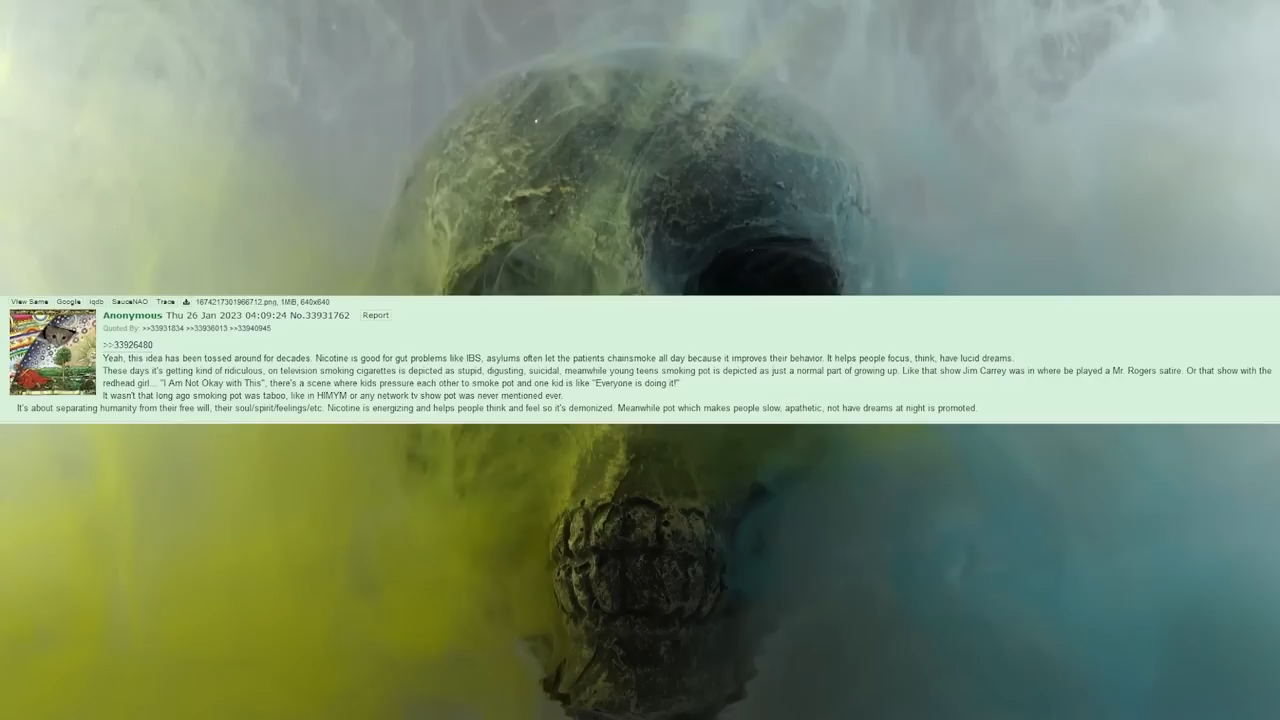 View Same Google iqdb SauceNAO Trace 1674217301966712.png, 1MIB, 640x640
Anonymous Thu 26 Jan 2023 04:09:24 No.33931762 Report
Quoted By: >>33931834 >>33936013 >>33940945
>>33926480
Yeah, this idea has been tossed around for decades. Nicotine is good for gut problems like IBS, asylums often let the patients chainsmoke all day because it improves their behavior. It helps people focus, think, have lucid dreams.
These days it's getting kind of ridiculous, on television smoking cigarettes is depicted as stupid, digusting, suicidal, meanwhile young teens smoking pot is depicted as just a normal part of growing up. Like that show Jim Carrey was in where be played a Mr. Rogers satire. Or that show with the
redhead girl... "I Am Not Okay with This", there's a scene where kids pressure each other to smoke pot and one kid is like "Everyone is doing it!"
It wasn't that long ago smoking pot was taboo, like in HIMYM or any network tv show pot was never mentioned ever.
It's about separating humanity from their free will, their soul/spirit/feelings/etc. Nicotine is energizing and helps people think and feel so it's demonized. Meanwhile pot which makes people slow, apathetic, not have dreams at night is promoted.